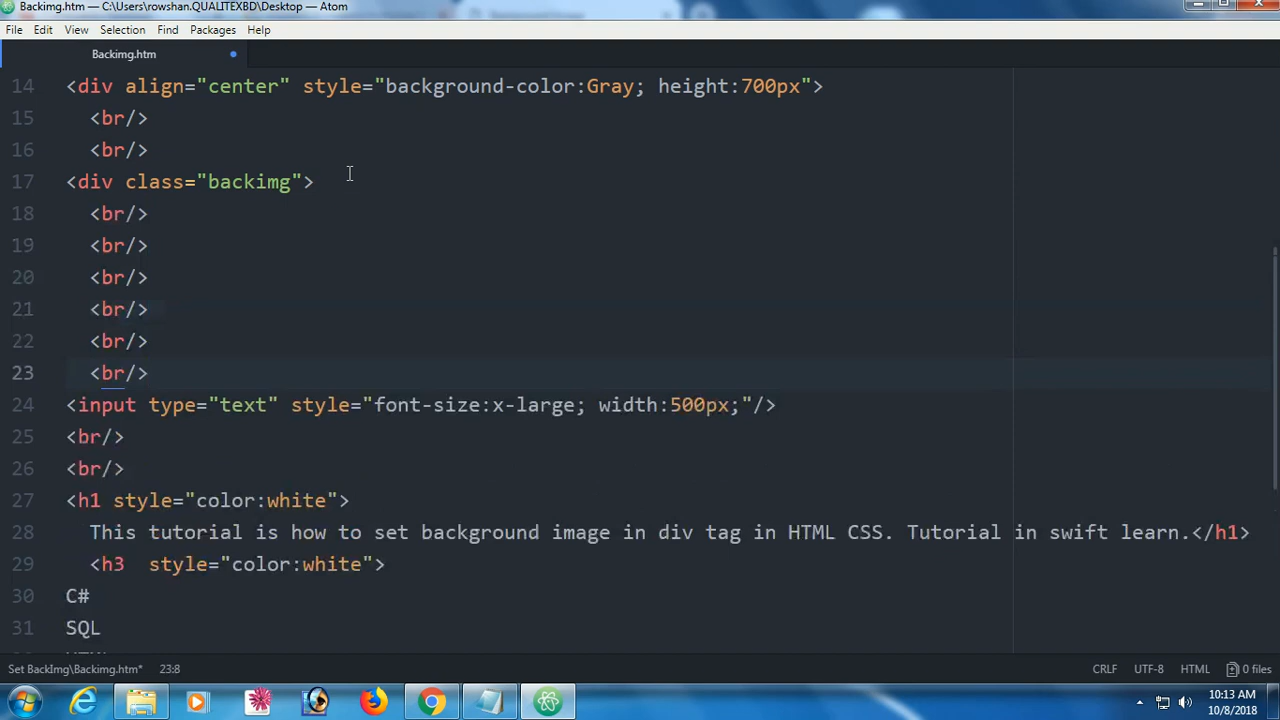 Backimg.htm — C:\Users\rowshan.QUALITEXBD\Desktop — Atom
File Edit View Selection Find Packages Help
Backimg.htm
14 <div align="center" style="background-color:Gray; height:700px">
15 <br/>
16 <br/>
17 <div class="backimg">
18 <br/>
19 <br/>
20 <br/>
21 <br/>
22 <br/>
23 <br/>
24 <input type="text" style="font-size:x-large; width:500px;"/>
25 <br/>
26 <br/>
27 <h1 style="color:white">
28 This tutorial is how to set background image in div tag in HTML CSS. Tutorial in swift learn.</h1>
29 <h3  style="color:white">
30 C#
31 SQL
Set BackImg\Backimg.htm* 23:8 CRLF UTF-8 HTML 0 files
10:13 AM
10/8/2018